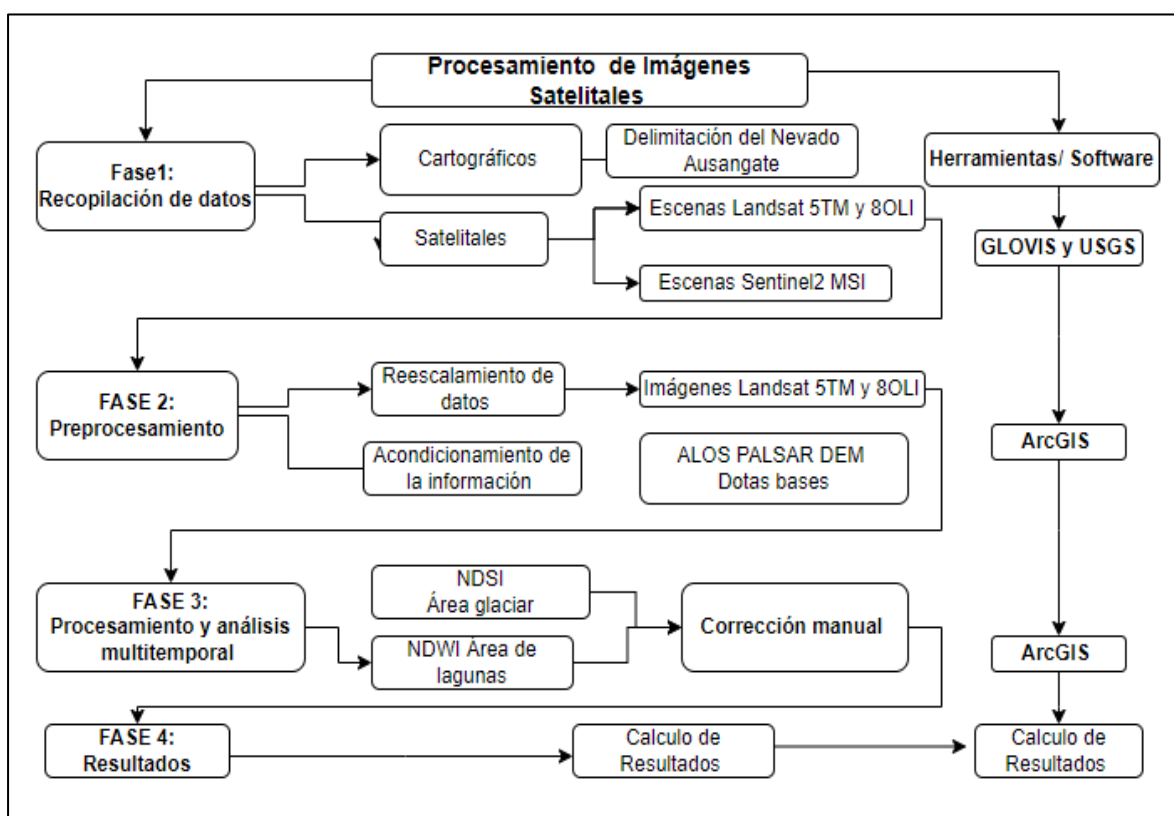 Procesamiento de Imágenes
Satelitales
Fase1:
Recopilación de datos
Cartográficos
Delimitación del Nevado
Ausangate
Herramientas/ Software
Satelitales
Escenas Landsat 5TM y 8OLI
GLOVIS y USGS
Escenas Sentinel2 MSI
FASE 2:
Preprocesamiento
Reescalamiento de
datos
Imágenes Landsat 5TM y 8OLI
ArcGIS
Acondicionamiento de
la información
ALOS PALSAR DEM
Dotas bases
FASE 3:
Procesamiento y análisis
multitemporal
NDSI
Área glaciar
NDWI Área de
lagunas
Corrección manual
ArcGIS
FASE 4:
Resultados
Calculo de
Resultados
Calculo de
Resultados